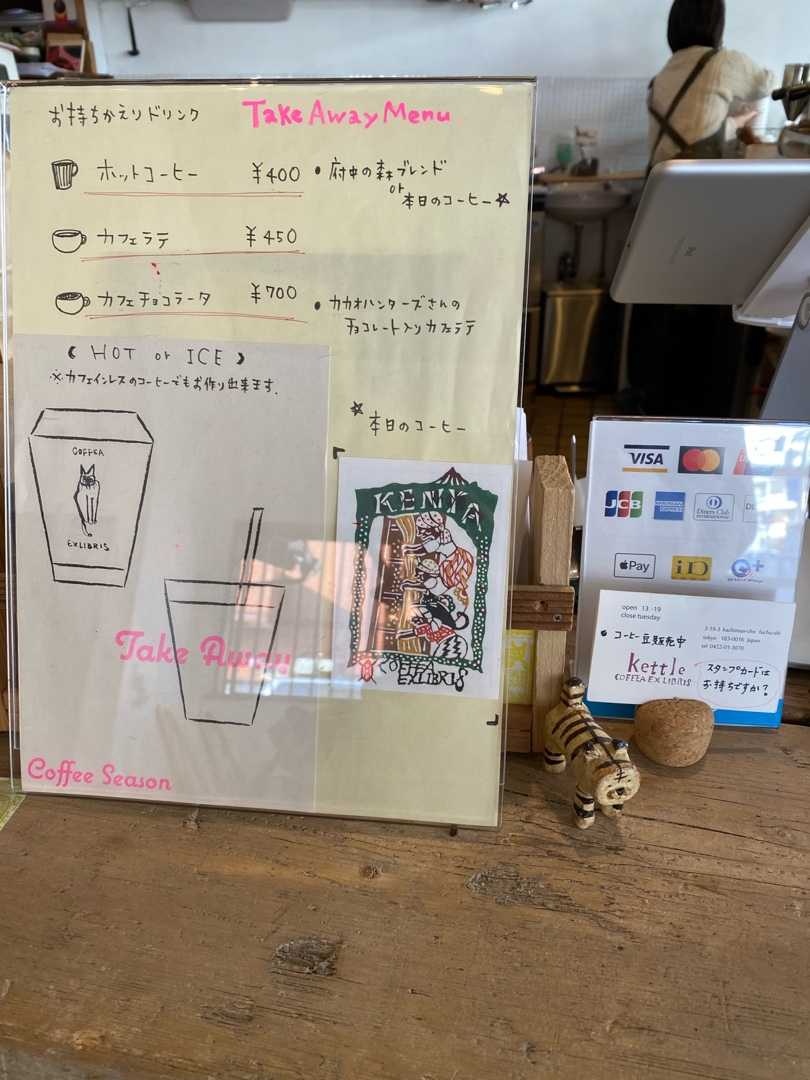 お持ちかえりドリンク Take Away Menu
ホットコーヒー ¥400 • 府中の森ブレンド
or
本日のコーヒー☆
カフェラテ ¥450
カフェチョコラータ ¥700 • カカオハンターズさんの
チョコレート入りカフェラテ
HOT or ICE
※カフェインレスのコーヒーでもお作り出来ます.
☆本日のコーヒー
COFFEA
EXLIBRIS
KENYA
COFFEA
EXLIBRIS
Take Away
Coffee Season
VISA
JCB
AMERICAN EXPRESS
Diners Club
INTERNATIONAL
Pay
iD
open 13 -19
close tuesday
• コーヒー豆販売中
kettle
COFFEA EXLIBRIS
スタンプカードは
お持ちですか?